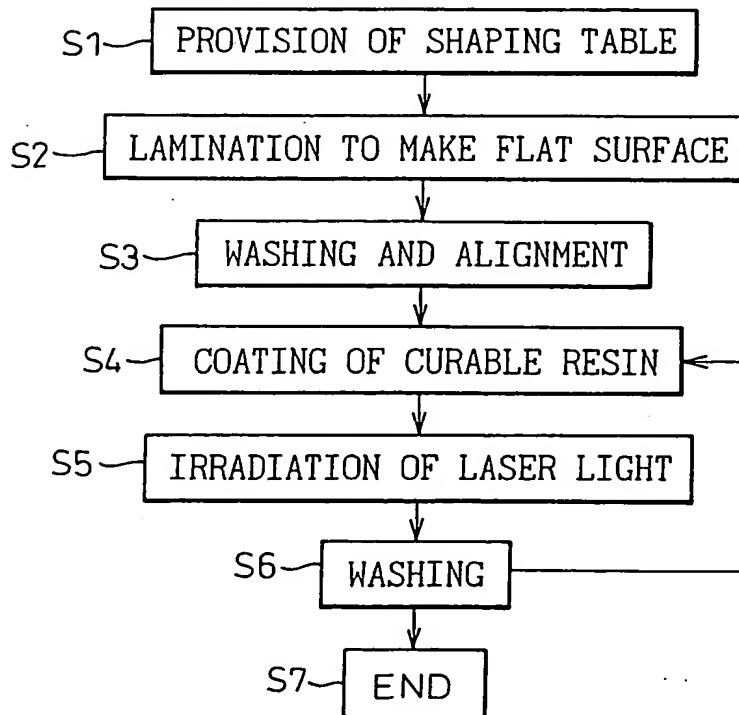 S1 PROVISION OF SHAPING TABLE
S2 LAMINATION TO MAKE FLAT SURFACE
S3 WASHING AND ALIGNMENT
S4 COATING OF CURABLE RESIN
S5 IRRADIATION OF LASER LIGHT
S6 WASHING
S7 END